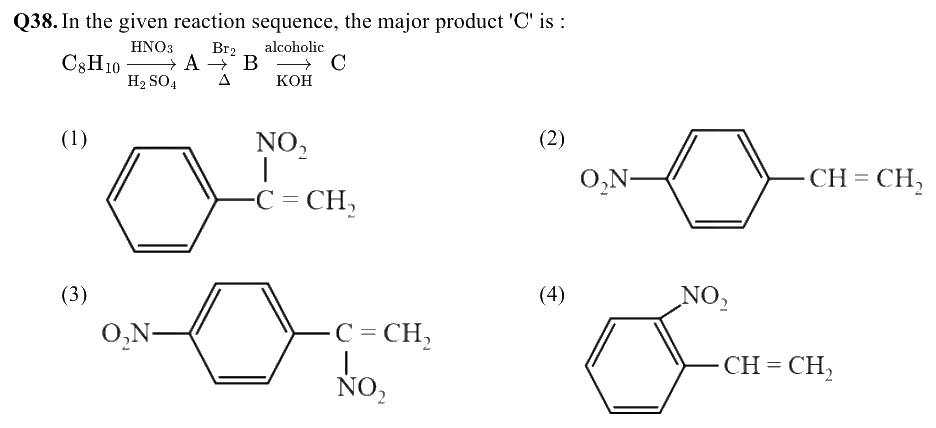 Q38. In the given reaction sequence, the major product 'C' is :
C₈H₁₀ HNO₃ → H₂SO₄ A Br₂ → Δ B alcoholic → KOH C
(1) NO₂ C = CH₂
(2) O₂N CH = CH₂
(3) O₂N C = CH₂ NO₂
(4) NO₂ CH = CH₂